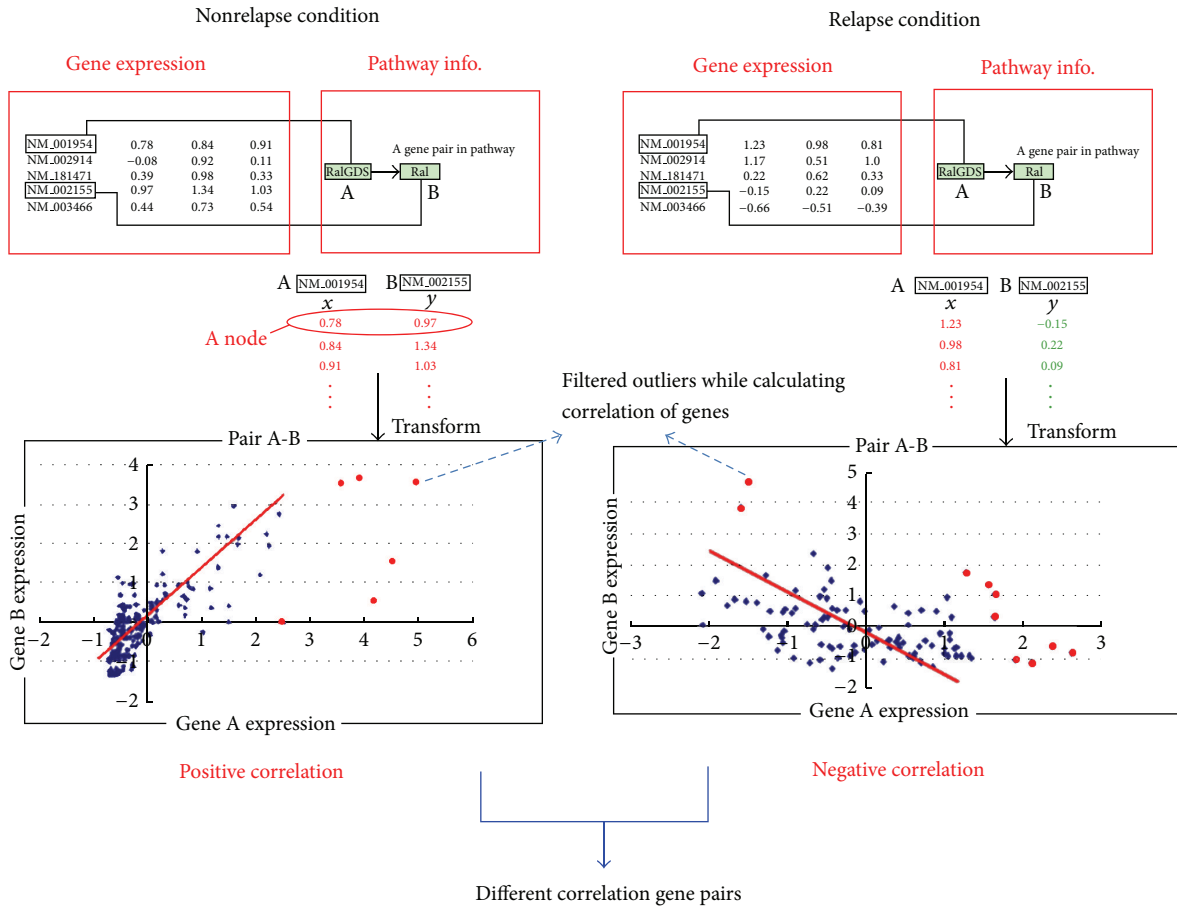 Nonrelapse condition
Gene expression
Pathway info.
NM_001954 0.78 0.84 0.91
NM_002914 −0.08 0.92 0.11
NM_181471 0.39 0.98 0.33
NM_002155 0.97 1.34 1.03
NM_003466 0.44 0.73 0.54
A gene pair in pathway
RalGDS Ral
A B
A NM_001954 B NM_002155
x y
0.78 0.97
A node
0.84 1.34
0.91 1.03
Transform
Pair A-B
4
3
2
1
0
−1
−2
−2 −1 0 1 2 3 4 5 6
Gene B expression
Gene A expression
Positive correlation
Filtered outliers while calculating
correlation of genes
Relapse condition
Gene expression
Pathway info.
NM_001954 1.23 0.98 0.81
NM_002914 1.17 0.51 1.0
NM_181471 0.22 0.62 0.33
NM_002155 −0.15 0.22 0.09
NM_003466 −0.66 −0.51 −0.39
A gene pair in pathway
RalGDS Ral
A B
A NM_001954 B NM_002155
x y
1.23 −0.15
0.98 0.22
0.81 0.09
Transform
Pair A-B
5
4
3
2
1
0
−1
−2
−3 −2 −1 0 1 2 3
Gene B expression
Gene A expression
Negative correlation
Different correlation gene pairs